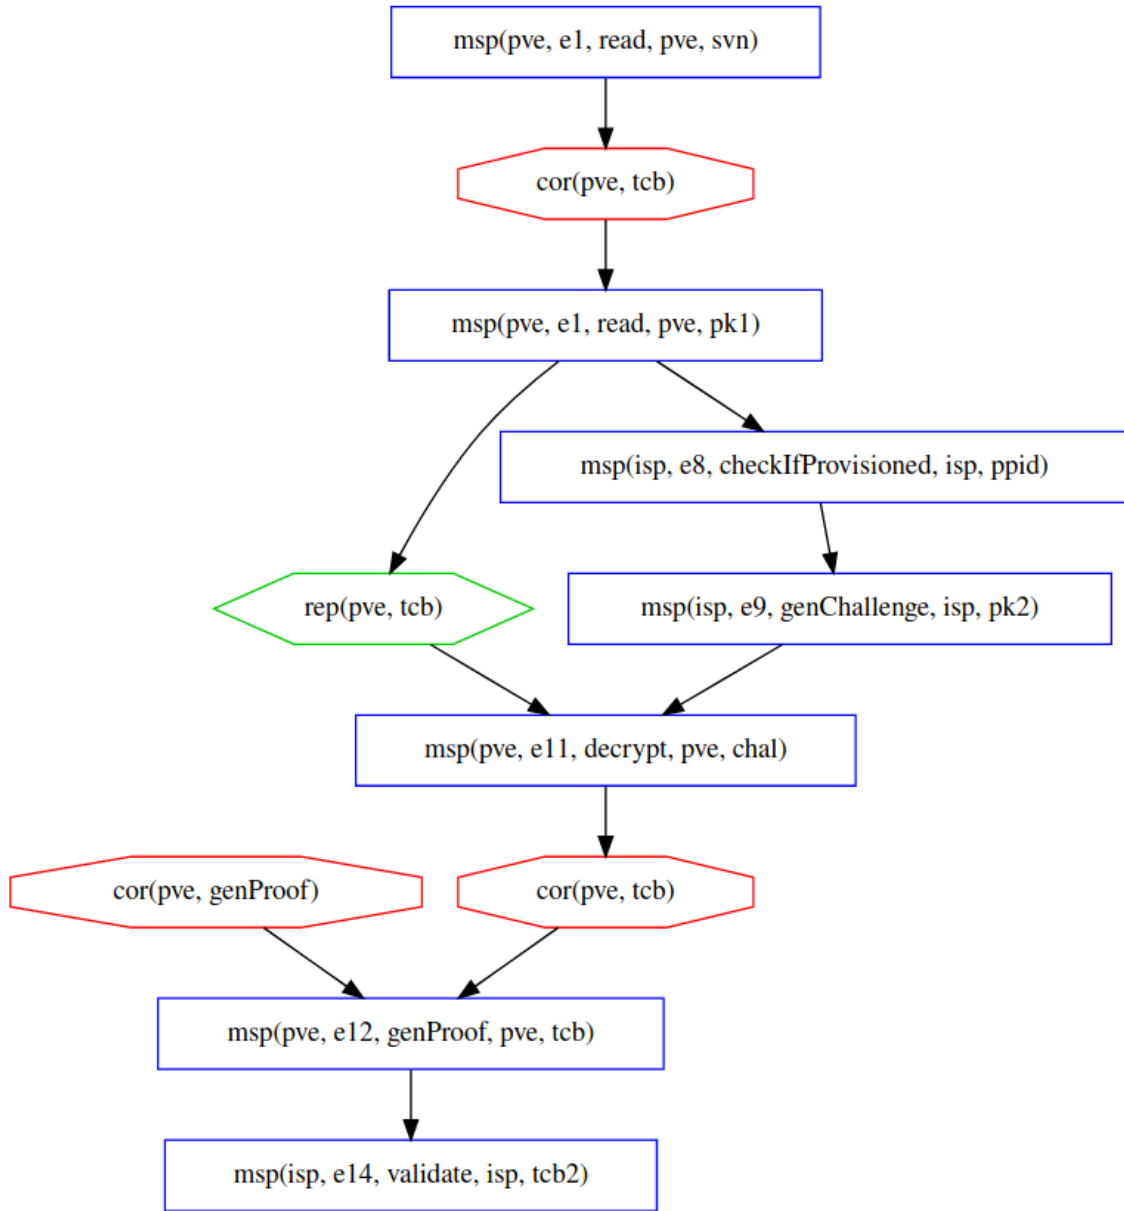 msp(pve, e1, read, pve, svn)
cor(pve, tcb)
msp(pve, e1, read, pve, pk1)
msp(isp, e8, checkIfProvisioned, isp, ppid)
rep(pve, tcb)
msp(isp, e9, genChallenge, isp, pk2)
msp(pve, e11, decrypt, pve, chal)
cor(pve, genProof)
cor(pve, tcb)
msp(pve, e12, genProof, pve, tcb)
msp(isp, e14, validate, isp, tcb2)